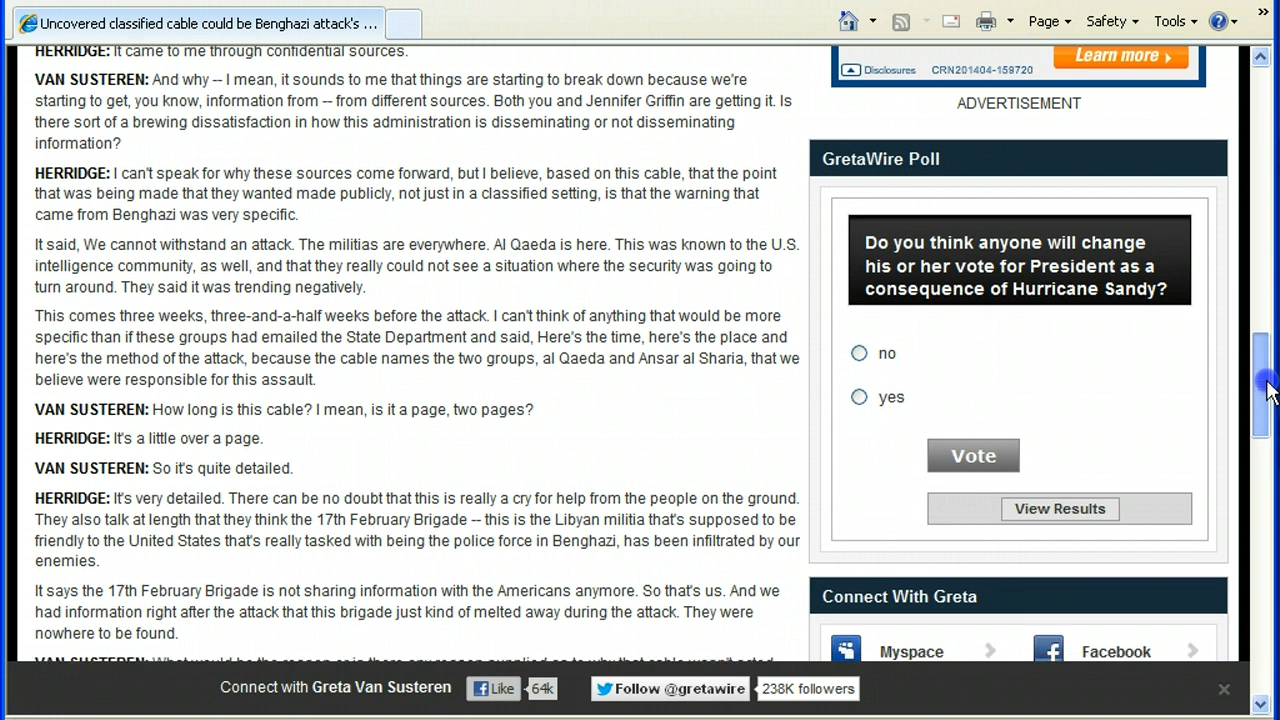 Uncovered classified cable could be Benghazi attack's ...
Page
Safety
Tools
HERRIDGE: It came to me through confidential sources.
VAN SUSTEREN: And why -- I mean, it sounds to me that things are starting to break down because we're
starting to get, you know, information from -- from different sources. Both you and Jennifer Griffin are getting it. Is
there sort of a brewing dissatisfaction in how this administration is disseminating or not disseminating
information?
HERRIDGE: I can't speak for why these sources come forward, but I believe, based on this cable, that the point
that was being made that they wanted made publicly, not just in a classified setting, is that the warning that
came from Benghazi was very specific.
It said, We cannot withstand an attack. The militias are everywhere. Al Qaeda is here. This was known to the U.S.
intelligence community, as well, and that they really could not see a situation where the security was going to
turn around. They said it was trending negatively.
This comes three weeks, three-and-a-half weeks before the attack. I can't think of anything that would be more
specific than if these groups had emailed the State Department and said, Here's the time, here's the place and
here's the method of the attack, because the cable names the two groups, al Qaeda and Ansar al Sharia, that we
believe were responsible for this assault.
VAN SUSTEREN: How long is this cable? I mean, is it a page, two pages?
HERRIDGE: It's a little over a page.
VAN SUSTEREN: So it's quite detailed.
HERRIDGE: It's very detailed. There can be no doubt that this is really a cry for help from the people on the ground.
They also talk at length that they think the 17th February Brigade -- this is the Libyan militia that's supposed to be
friendly to the United States that's really tasked with being the police force in Benghazi, has been infiltrated by our
enemies.
It says the 17th February Brigade is not sharing information with the Americans anymore. So that's us. And we
had information right after the attack that this brigade just kind of melted away during the attack. They were
nowhere to be found.
VAN SUSTEREN: What would be the reason or is there any reason supplied as to why that cable wasn't acted
Learn more
Disclosures CRN201404-159720
ADVERTISEMENT
GretaWire Poll
Do you think anyone will change
his or her vote for President as a
consequence of Hurricane Sandy?
no
yes
Vote
View Results
Connect With Greta
Myspace
Facebook
Connect with Greta Van Susteren
Like
64k
Follow @gretawire
238K followers